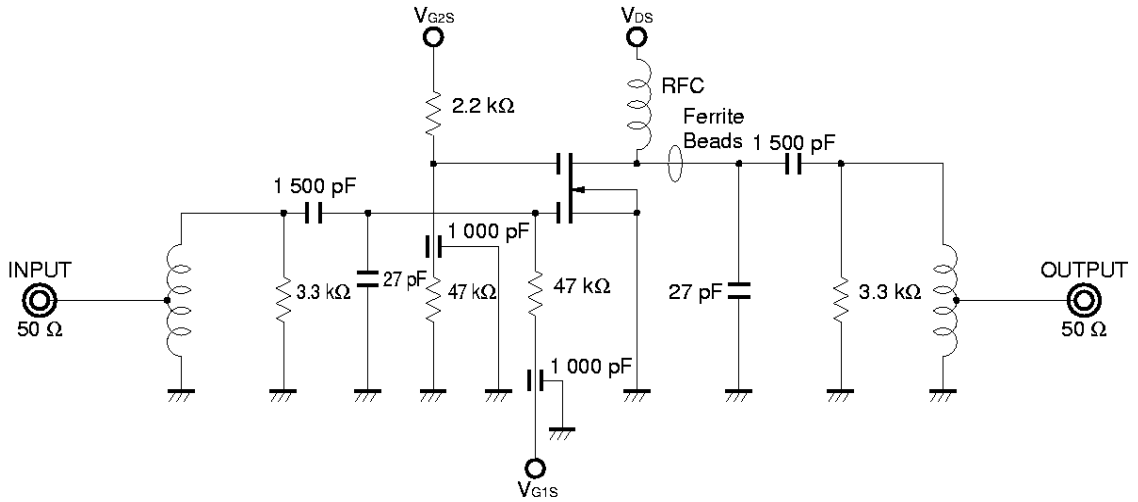 VG2S
VDS
RFC
2.2 kΩ
Ferrite
Beads
1 500 pF
1 500 pF
1 000 pF
INPUT
50 Ω
3.3 kΩ
27 pF
47 kΩ
47 kΩ
27 pF
3.3 kΩ
OUTPUT
50 Ω
1 000 pF
VG1S